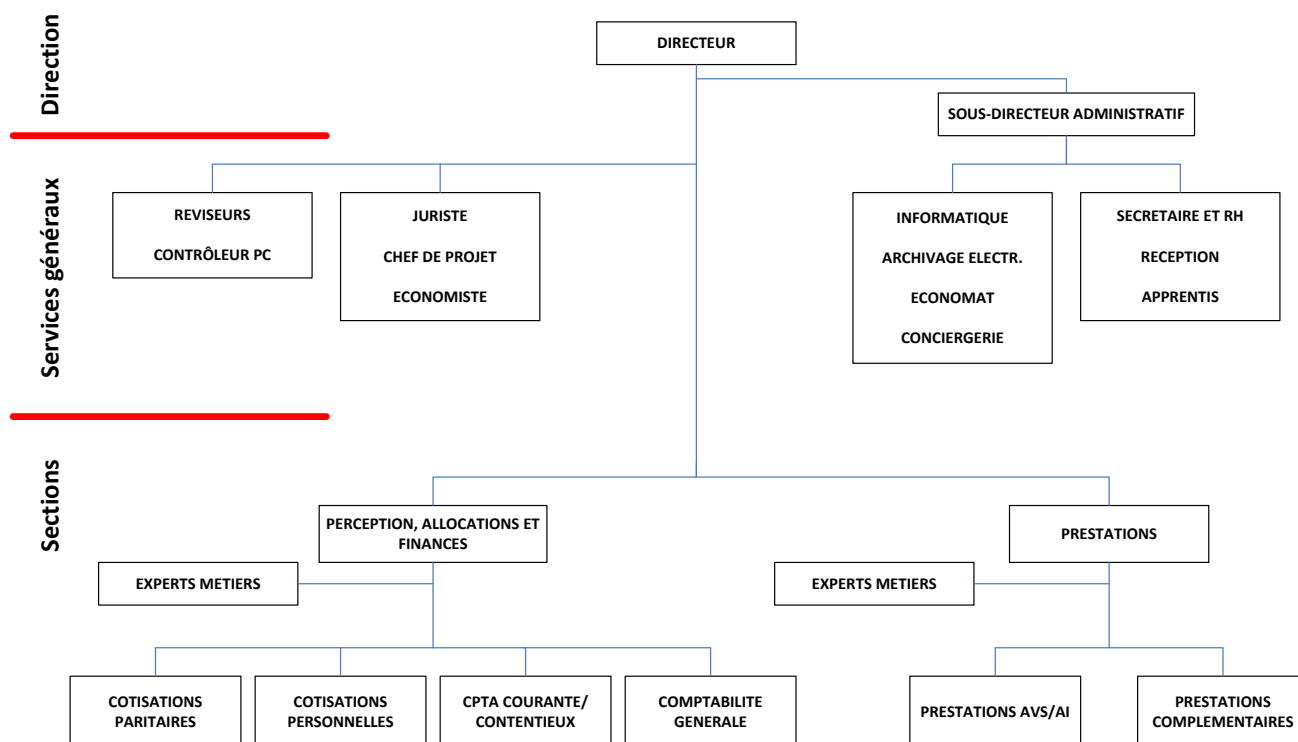 Direction
DIRECTEUR
SOUS-DIRECTEUR ADMINISTRATIF
Services généraux
REVISEURS
CONTRÔLEUR PC
JURISTE
CHEF DE PROJET
ECONOMISTE
INFORMATIQUE
ARCHIVAGE ELECTR.
ECONOMAT
CONCIERGERIE
SECRETAIRE ET RH
RECEPTION
APPRENTIS
Sections
PERCEPTION, ALLOCATIONS ET
FINANCES
PRESTATIONS
EXPERTS METIERS
EXPERTS METIERS
COTISATIONS
PARITAIRES
COTISATIONS
PERSONNELLES
CPTA COURANTE/
CONTENTIEUX
COMPTABILITE
GENERALE
PRESTATIONS AVS/AI
PRESTATIONS
COMPLEMENTAIRES